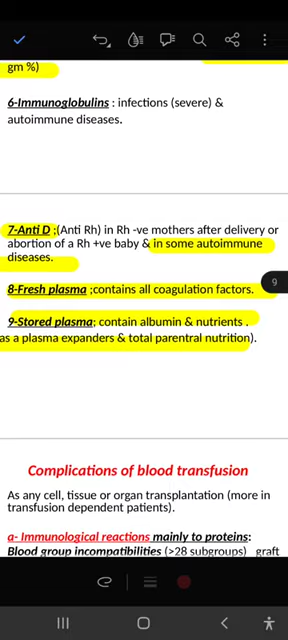 gm %)
6-Immunoglobulins : infections (severe) &
autoimmune diseases.
7-Anti D ;(Anti Rh) in Rh -ve mothers after delivery or
abortion of a Rh +ve baby & in some autoimmune
diseases.
8-Fresh plasma ;contains all coagulation factors.
9
9-Stored plasma; contain albumin & nutrients .
as a plasma expanders & total parentral nutrition).
Complications of blood transfusion
As any cell, tissue or organ transplantation (more in
transfusion dependent patients).
a- Immunological reactions mainly to proteins:
Blood group incompatibilities (>28 subgroups) graft